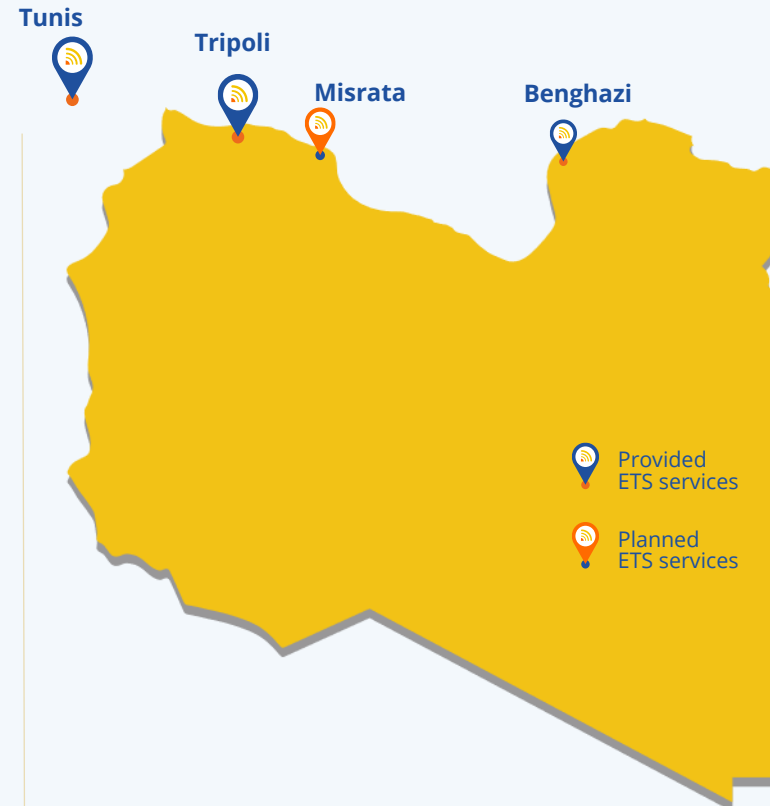 Tunis
Tripoli
Misrata
Benghazi
Provided
ETS services
Planned
ETS services